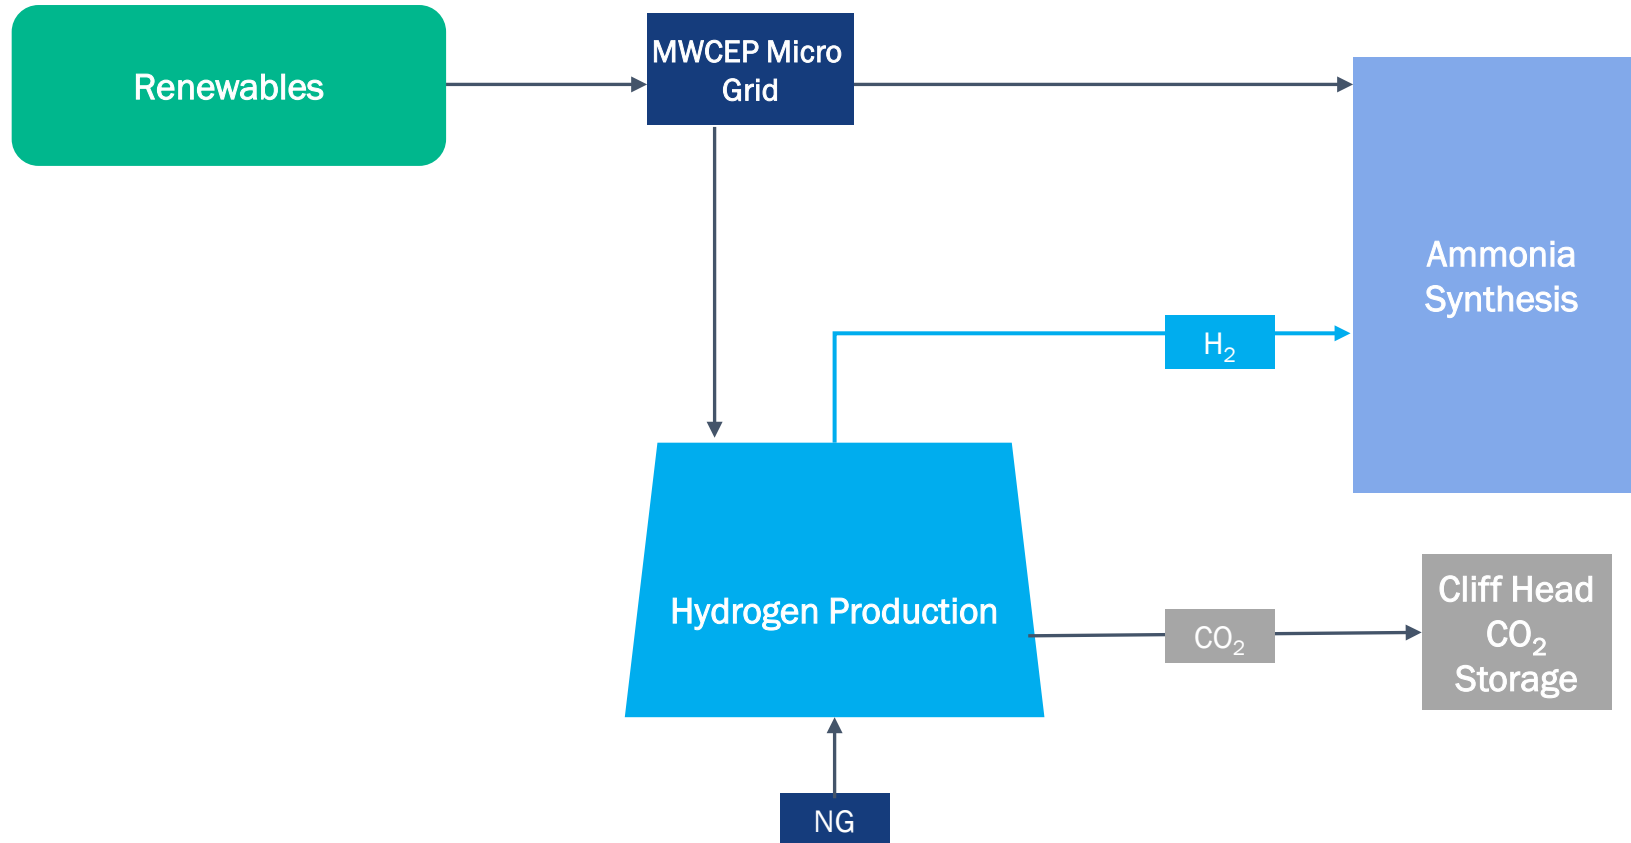 Renewables
MWCEP Micro
Grid
Ammonia
Synthesis
H₂
Hydrogen Production
CO₂
Cliff Head
CO₂
Storage
NG